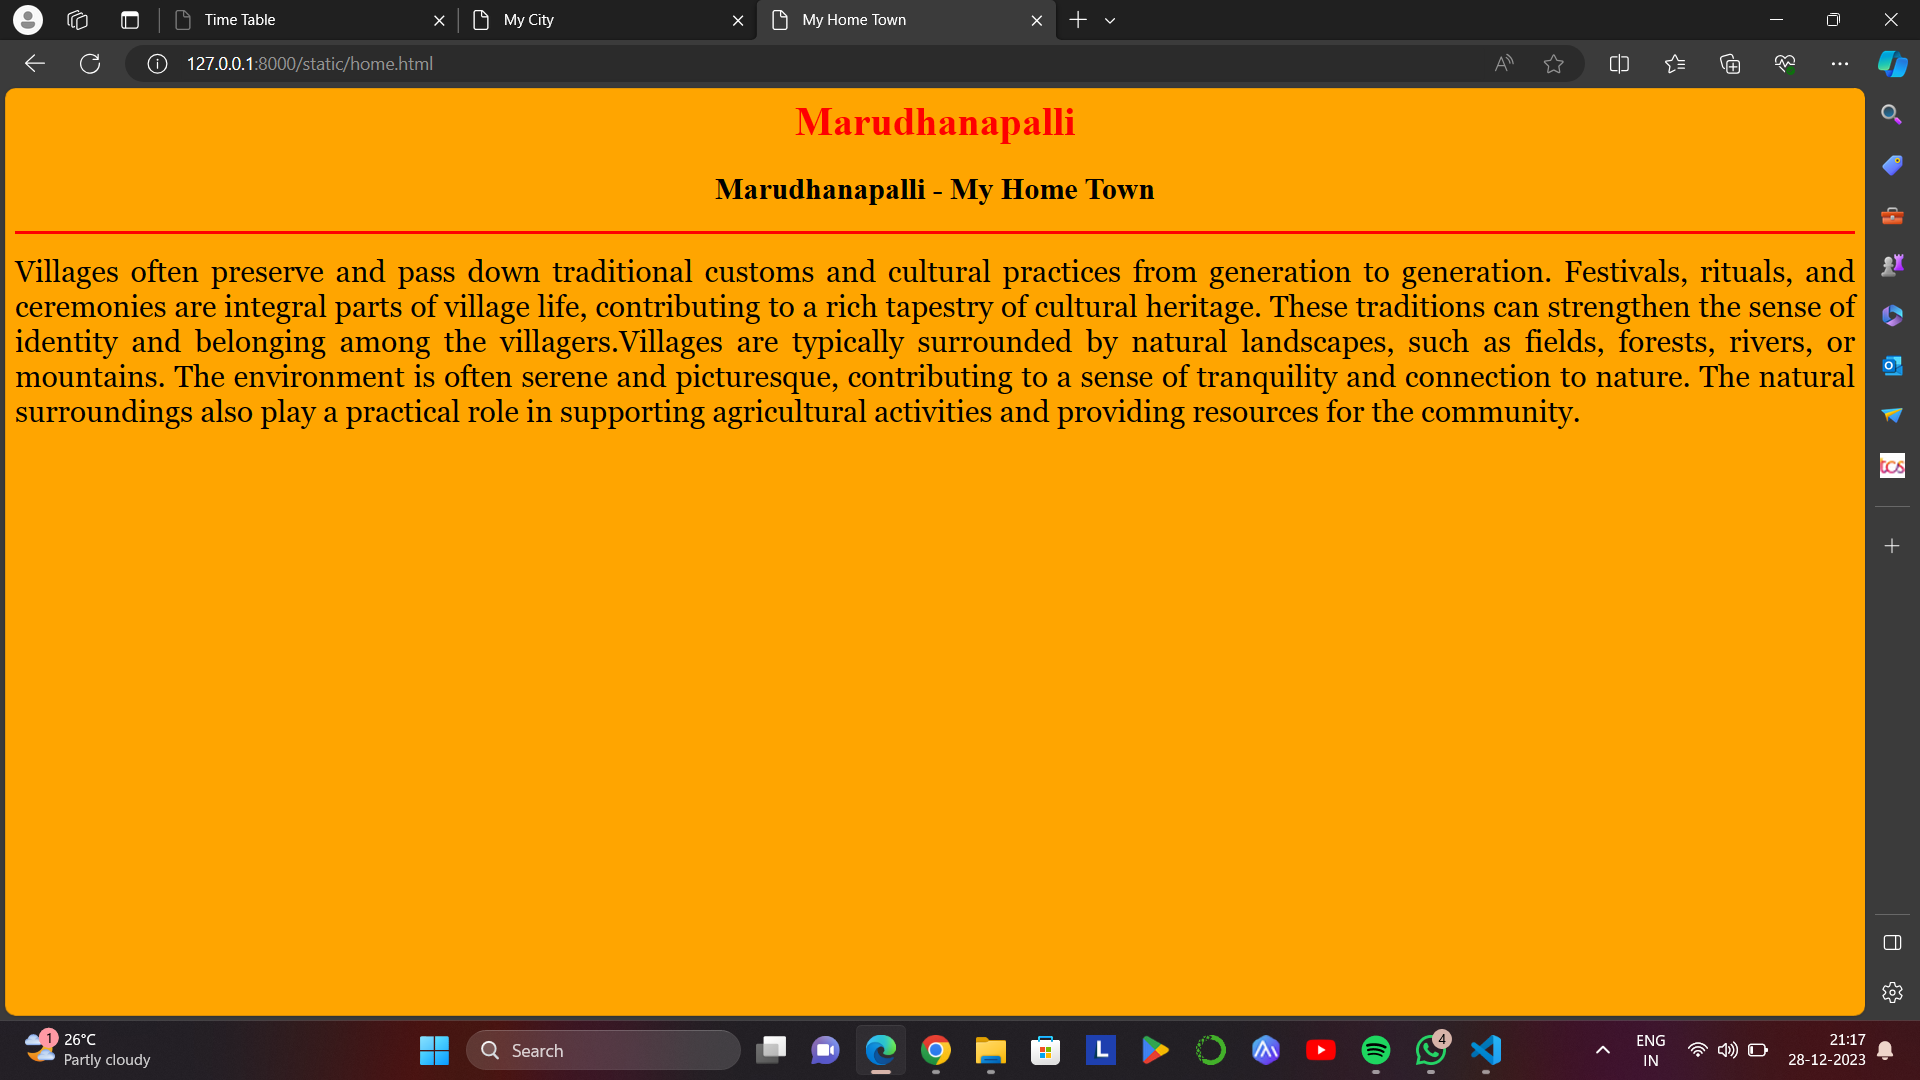 Time Table
My City
My Home Town
127.0.0.1:8000/static/home.html
Marudhanapalli
Marudhanapalli - My Home Town
Villages often preserve and pass down traditional customs and cultural practices from generation to generation. Festivals, rituals, and
ceremonies are integral parts of village life, contributing to a rich tapestry of cultural heritage. These traditions can strengthen the sense of
identity and belonging among the villagers.Villages are typically surrounded by natural landscapes, such as fields, forests, rivers, or
mountains. The environment is often serene and picturesque, contributing to a sense of tranquility and connection to nature. The natural
surroundings also play a practical role in supporting agricultural activities and providing resources for the community.
tcs
1
26°C
Partly cloudy
Search
L
4
ENG
IN
21:17
28-12-2023